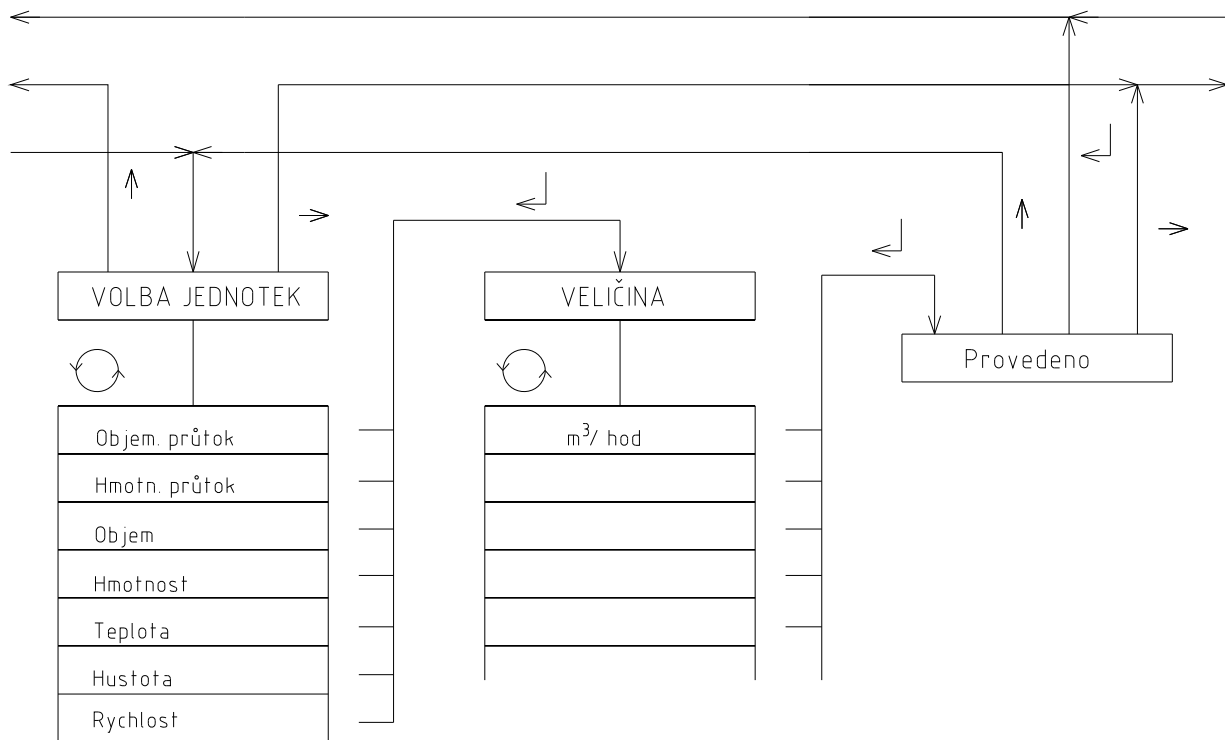 VOLBA JEDNOTEK
Objem. průtok
Hmotn. průtok
Objem
Hmotnost
Teplota
Hustota
Rychlost
VELIČINA
m³/ hod
Provedeno